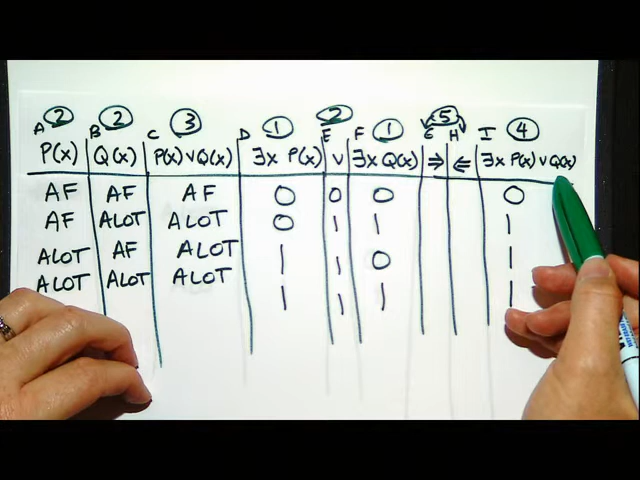 ② ② ③ ① ② ① ⑤ ④
A B C D E F G H I
P(x) Q(x) P(x) ∨ Q(x) ∃x P(x) ∨ ∃x Q(x) ⇒ ⇐ ∃x P(x) ∨ Q(x)
AF AF AF 0 0 0 0
AF ALOT ALOT 0 1 1 1
ALOT AF ALOT 1 1 0 1
ALOT ALOT ALOT 1 1 1 1